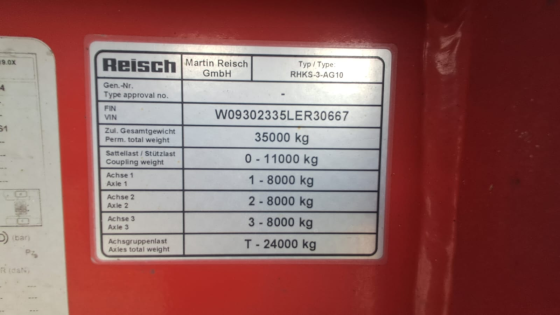 Reisch
Martin Reisch GmbH
Typ / Type:
RHKS-3-AG10
Gen.-Nr.
Type approval no.
-
FIN
VIN
W09302335LER30667
Zul. Gesamtgewicht
Perm. total weight
35000 kg
Sattellast / Stützlast
Coupling weight
0 - 11000 kg
Achse 1
Axle 1
1 - 8000 kg
Achse 2
Axle 2
2 - 8000 kg
Achse 3
Axle 3
3 - 8000 kg
Achsgruppenlast
Axles total weight
T - 24000 kg
(bar)